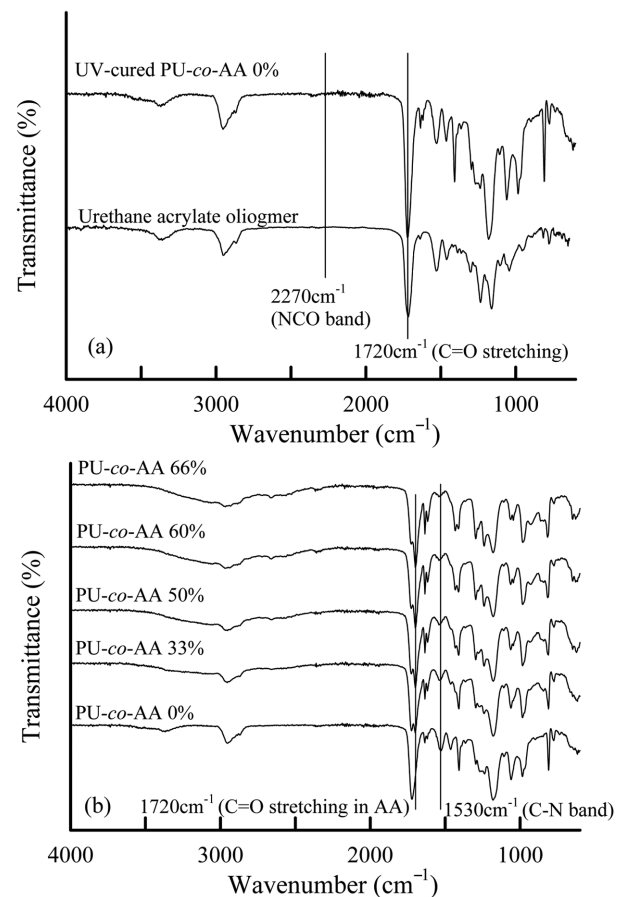 UV-cured PU-co-AA 0%
Urethane acrylate oliogmer
2270cm⁻¹
(NCO band)
(a)
1720cm⁻¹ (C=O stretching)
Transmittance (%)
4000 3000 2000 1000
Wavenumber (cm⁻¹)
PU-co-AA 66%
PU-co-AA 60%
PU-co-AA 50%
PU-co-AA 33%
PU-co-AA 0%
(b) 1720cm⁻¹ (C=O stretching in AA) 1530cm⁻¹ (C-N band)
Transmittance (%)
4000 3000 2000 1000
Wavenumber (cm⁻¹)